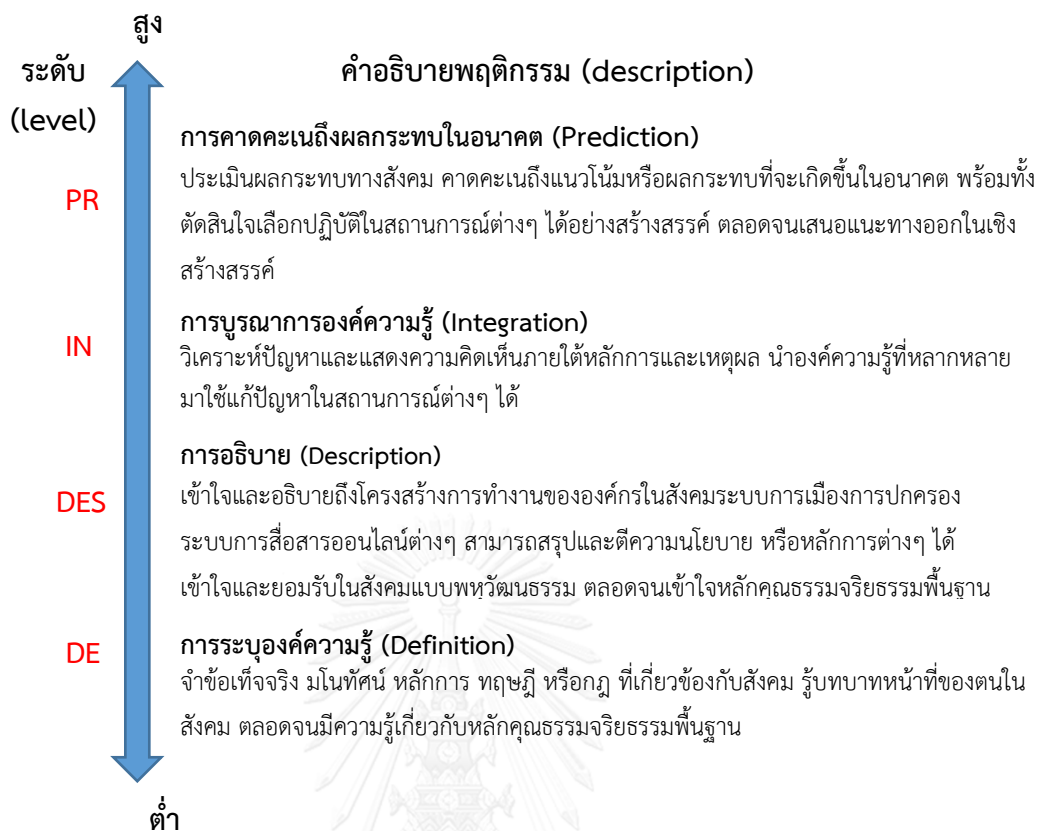 สูง
ระดับ
(level)
คำอธิบายพฤติกรรม (description)
การคาดคะเนถึงผลกระทบในอนาคต (Prediction)
PR
ประเมินผลกระทบทางสังคม คาดคะเนถึงแนวโน้มหรือผลกระทบที่จะเกิดขึ้นในอนาคต พร้อมทั้ง
ตัดสินใจเลือกปฏิบัติในสถานการณ์ต่างๆ ได้อย่างสร้างสรรค์ ตลอดจนเสนอแนะทางออกในเชิง
สร้างสรรค์
การบูรณาการองค์ความรู้ (Integration)
IN
วิเคราะห์ปัญหาและแสดงความคิดเห็นภายใต้หลักการและเหตุผล นำองค์ความรู้ที่หลากหลาย
มาใช้แก้ปัญหาในสถานการณ์ต่างๆ ได้
การอธิบาย (Description)
DES
เข้าใจและอธิบายถึงโครงสร้างการทำงานขององค์กรในสังคมระบบการเมืองการปกครอง
ระบบการสื่อสารออนไลน์ต่างๆ สามารถสรุปและตีความนโยบาย หรือหลักการต่างๆ ได้
เข้าใจและยอมรับในสังคมแบบพหุวัฒนธรรม ตลอดจนเข้าใจหลักคุณธรรมจริยธรรมพื้นฐาน
การระบุองค์ความรู้ (Definition)
DE
จำข้อเท็จจริง มโนทัศน์ หลักการ ทฤษฎี หรือกฎ ที่เกี่ยวข้องกับสังคม รู้บทบาทหน้าที่ของตนใน
สังคม ตลอดจนมีความรู้เกี่ยวกับหลักคุณธรรมจริยธรรมพื้นฐาน
ต่ำ